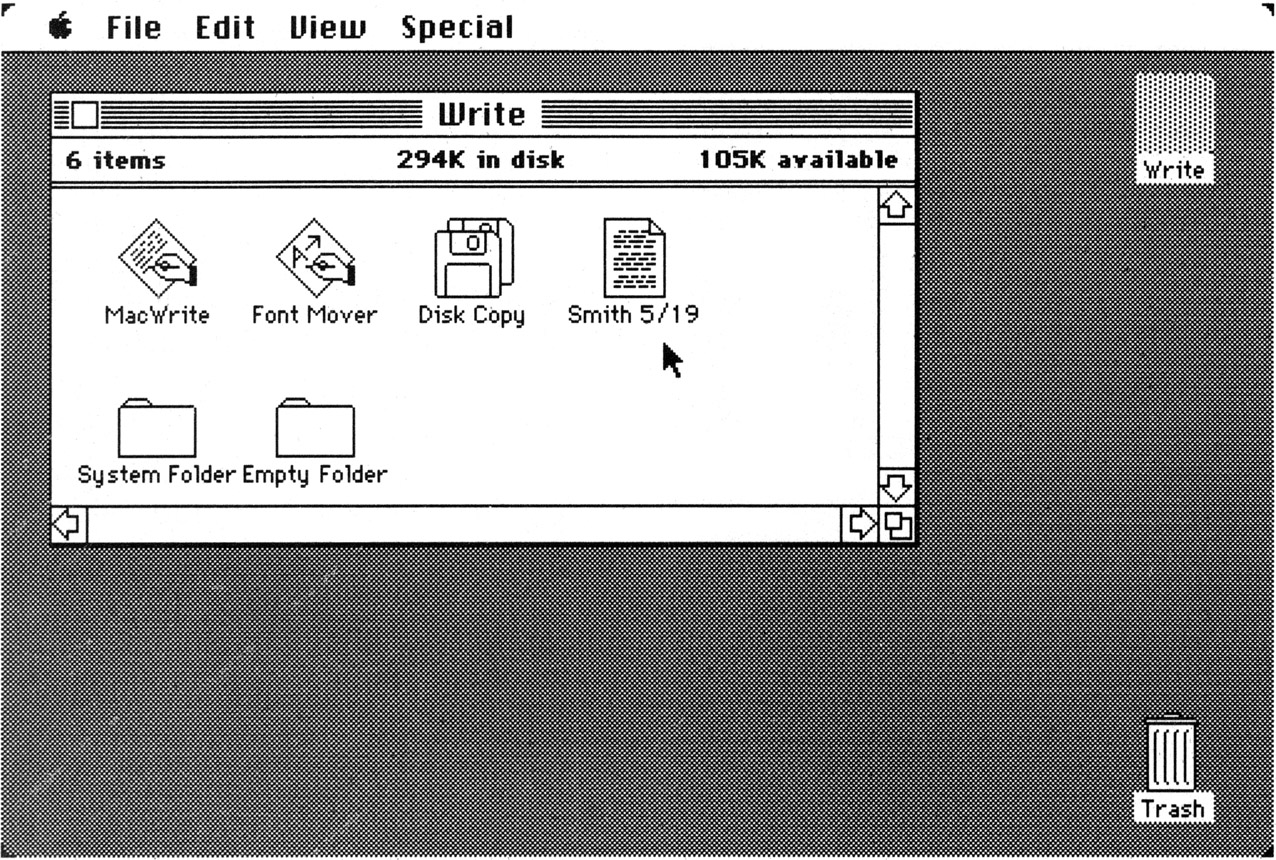 File Edit View Special
Write
6 items 294K in disk 105K available
Write
MacWrite Font Mover Disk Copy Smith 5/19
System Folder Empty Folder
Trash